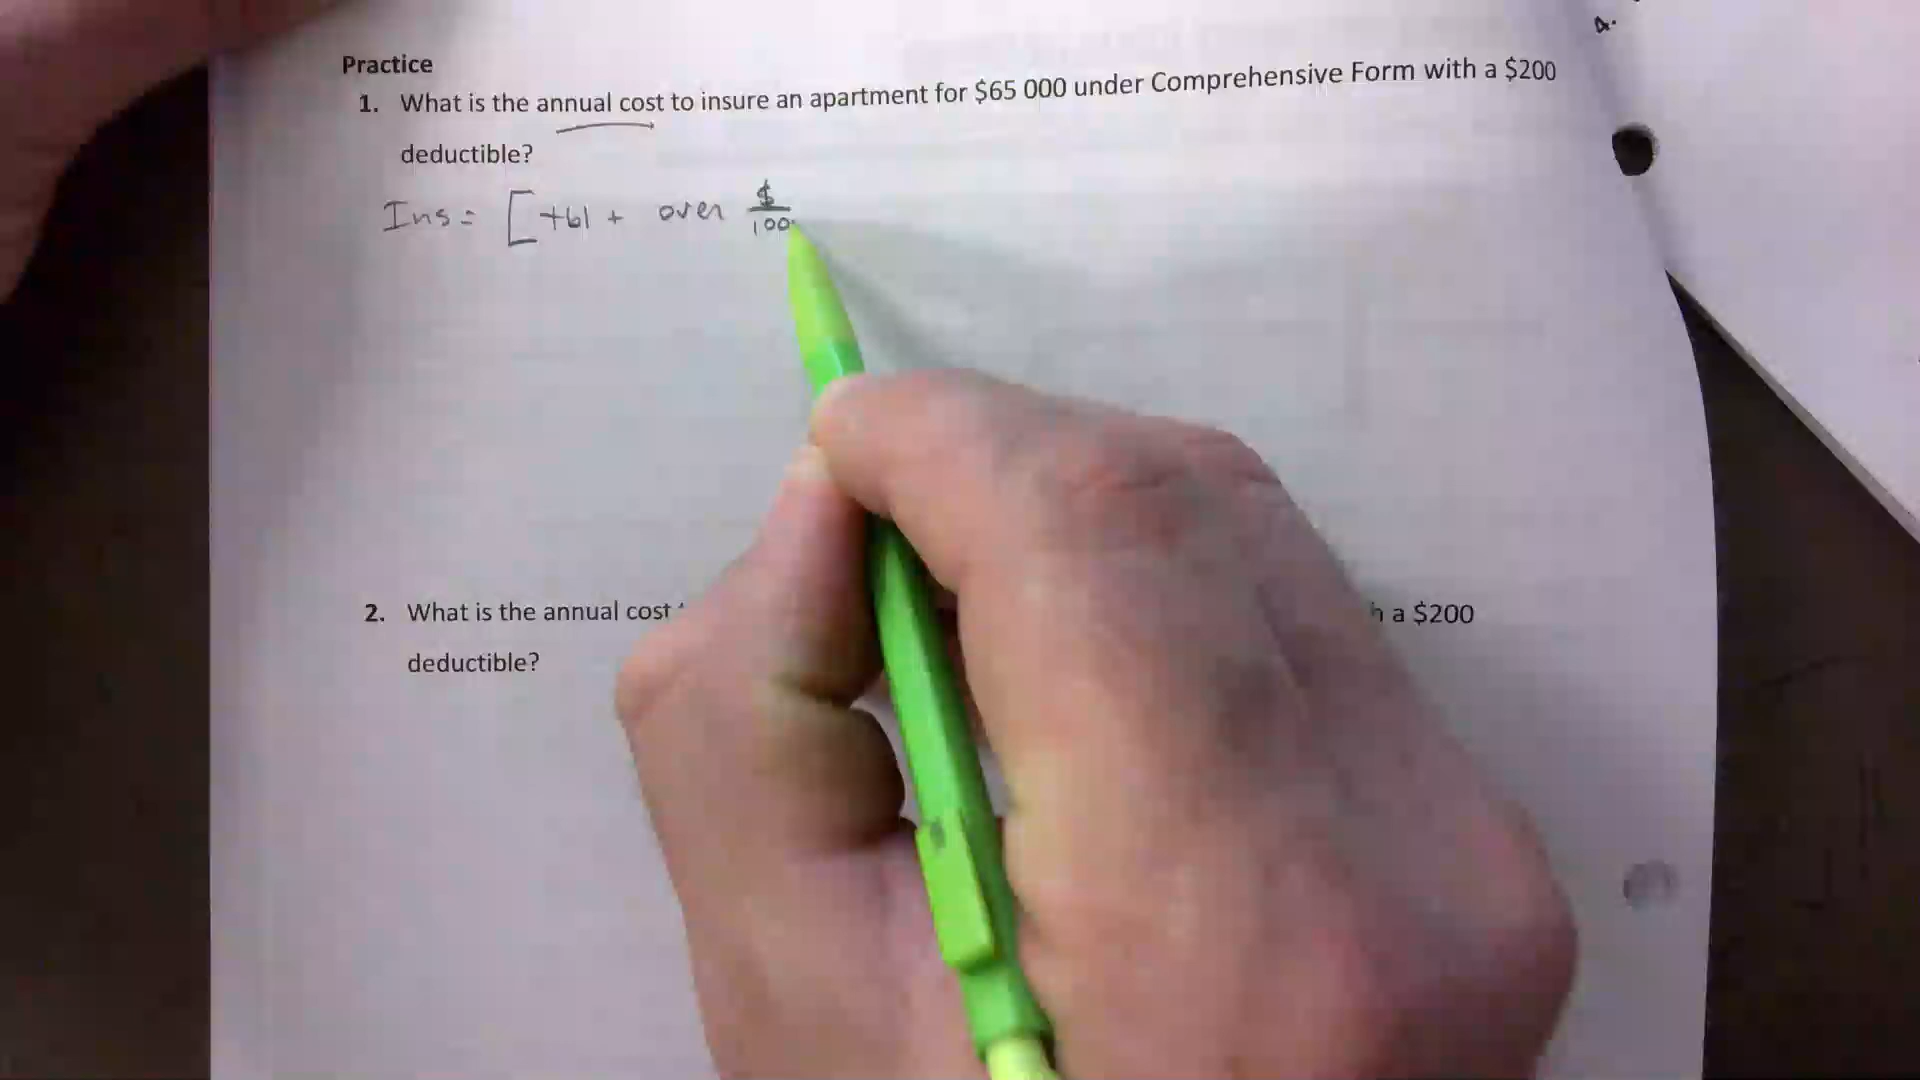 Practice
1. What is the annual cost to insure an apartment for $65 000 under Comprehensive Form with a $200
deductible?
Ins = [ tbl + over $/100
2. What is the annual cost
a $200
deductible?